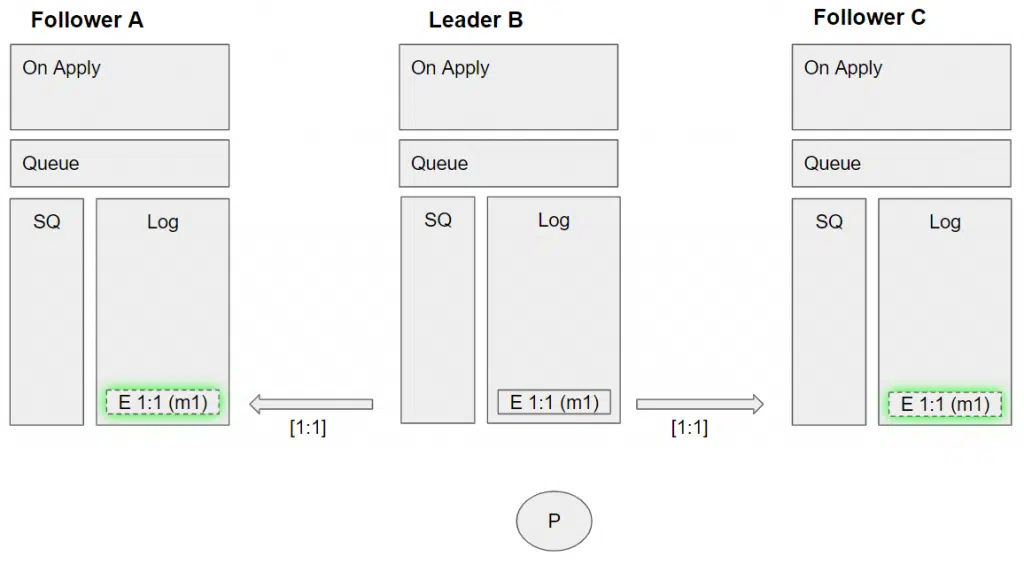 Follower A
Leader B
Follower C
On Apply
On Apply
On Apply
Queue
Queue
Queue
SQ
Log
SQ
Log
SQ
Log
E 1:1 (m1)
E 1:1 (m1)
E 1:1 (m1)
[1:1]
[1:1]
P